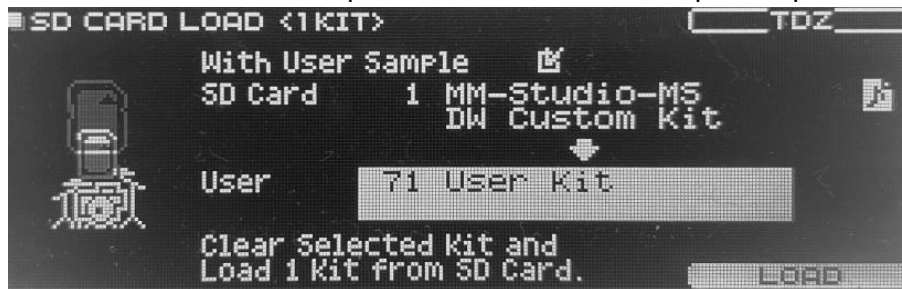 SD CARD LOAD <1KIT>
TDZ
With User Sample
SD Card 1 MM-Studio-MS
DW Custom Kit
User 71 User Kit
Clear Selected Kit and
Load 1 Kit from SD Card.
LOAD